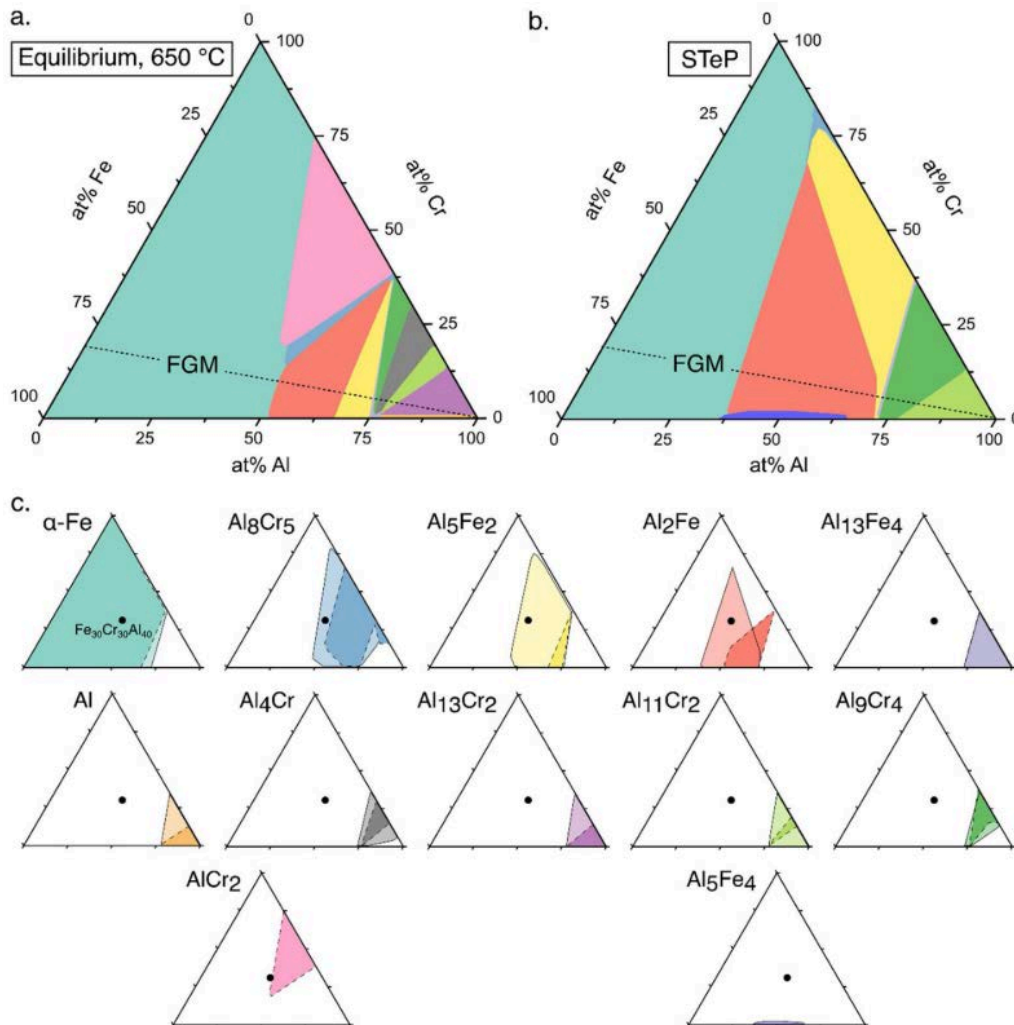 a.
Equilibrium, 650 °C
0
100
25
75
at% Fe
at% Cr
50
50
75
25
FGM
100
0
0
25
50
75
100
at% Al
b.
STeP
0
100
25
75
at% Fe
at% Cr
50
50
75
25
FGM
100
0
0
25
50
75
100
at% Al
c.
α-Fe
Al8Cr5
Al5Fe2
Al2Fe
Al13Fe4
Fe30Cr30Al40
Al
Al4Cr
Al13Cr2
Al11Cr2
Al9Cr4
AlCr2
Al5Fe4